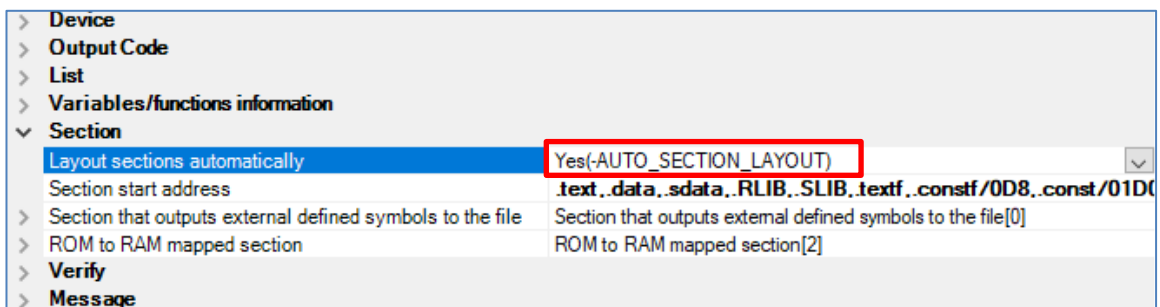 Device
Output Code
List
Variables/functions information
Section
Layout sections automatically Yes(-AUTO_SECTION_LAYOUT)
Section start address .text,.data,.sdata,.RLIB,.SLIB,.textf,.constf/0D8,.const/01D0
Section that outputs external defined symbols to the file Section that outputs external defined symbols to the file[0]
ROM to RAM mapped section ROM to RAM mapped section[2]
Verify
Message